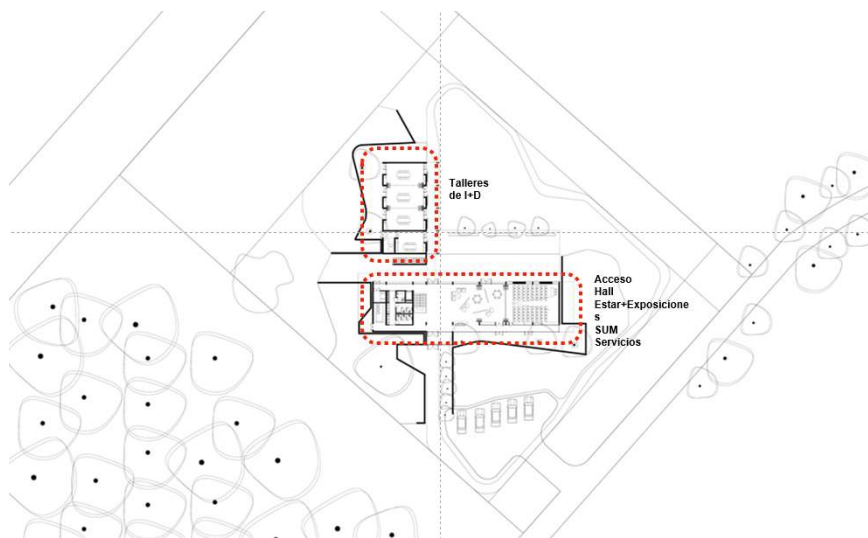 Talleres
de I+D
Acceso
Hall
Estar+Exposicione
s
SUM
Servicios